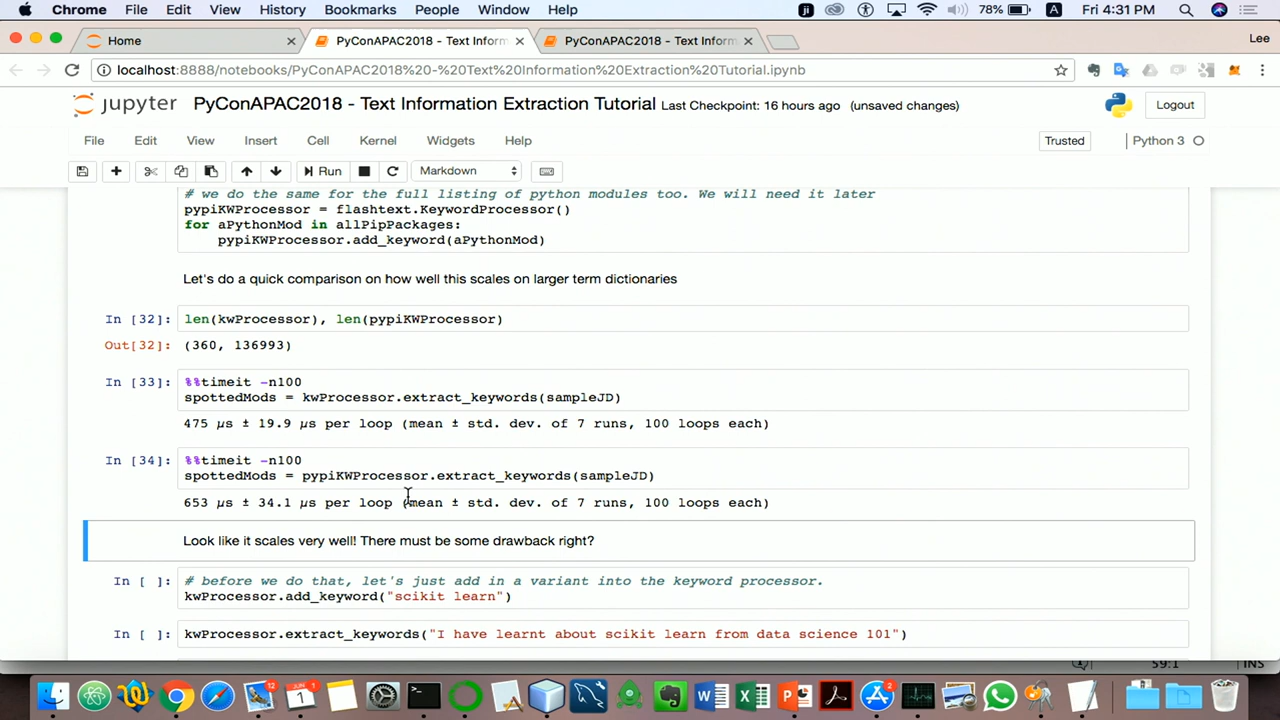 Chrome File Edit View History Bookmarks People Window Help 78% A Fri 4:31 PM
Home PyConAPAC2018 - Text Inform PyConAPAC2018 - Text Inform Lee
localhost:8888/notebooks/PyConAPAC2018%20-%20Text%20Information%20Extraction%20Tutorial.ipynb
jupyter PyConAPAC2018 - Text Information Extraction Tutorial Last Checkpoint: 16 hours ago (unsaved changes) Logout
File Edit View Insert Cell Kernel Widgets Help Trusted Python 3
Run Markdown
# we do the same for the full listing of python modules too. We will need it later
pypiKWProcessor = flashtext.KeywordProcessor()
for aPythonMod in allPipPackages:
pypiKWProcessor.add_keyword(aPythonMod)
Let's do a quick comparison on how well this scales on larger term dictionaries
In [32]: len(kwProcessor), len(pypiKWProcessor)
Out[32]: (360, 136993)
In [33]: %%timeit -n100
spottedMods = kwProcessor.extract_keywords(sampleJD)
475 µs ± 19.9 µs per loop (mean ± std. dev. of 7 runs, 100 loops each)
In [34]: %%timeit -n100
spottedMods = pypiKWProcessor.extract_keywords(sampleJD)
653 µs ± 34.1 µs per loop (mean ± std. dev. of 7 runs, 100 loops each)
Look like it scales very well! There must be some drawback right?
In [ ]: # before we do that, let's just add in a variant into the keyword processor.
kwProcessor.add_keyword("scikit learn")
In [ ]: kwProcessor.extract_keywords("I have learnt about scikit learn from data science 101")
59:1 INS